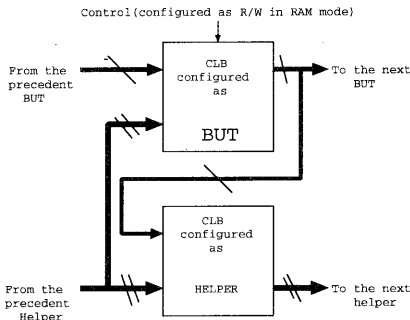 Control(configured as R/W in RAM mode)
From the
precedent
BUT
CLB
configured
as
BUT
To the next
BUT
CLB
configured
as
HELPER
From the
precedent
Helper
To the next
helper